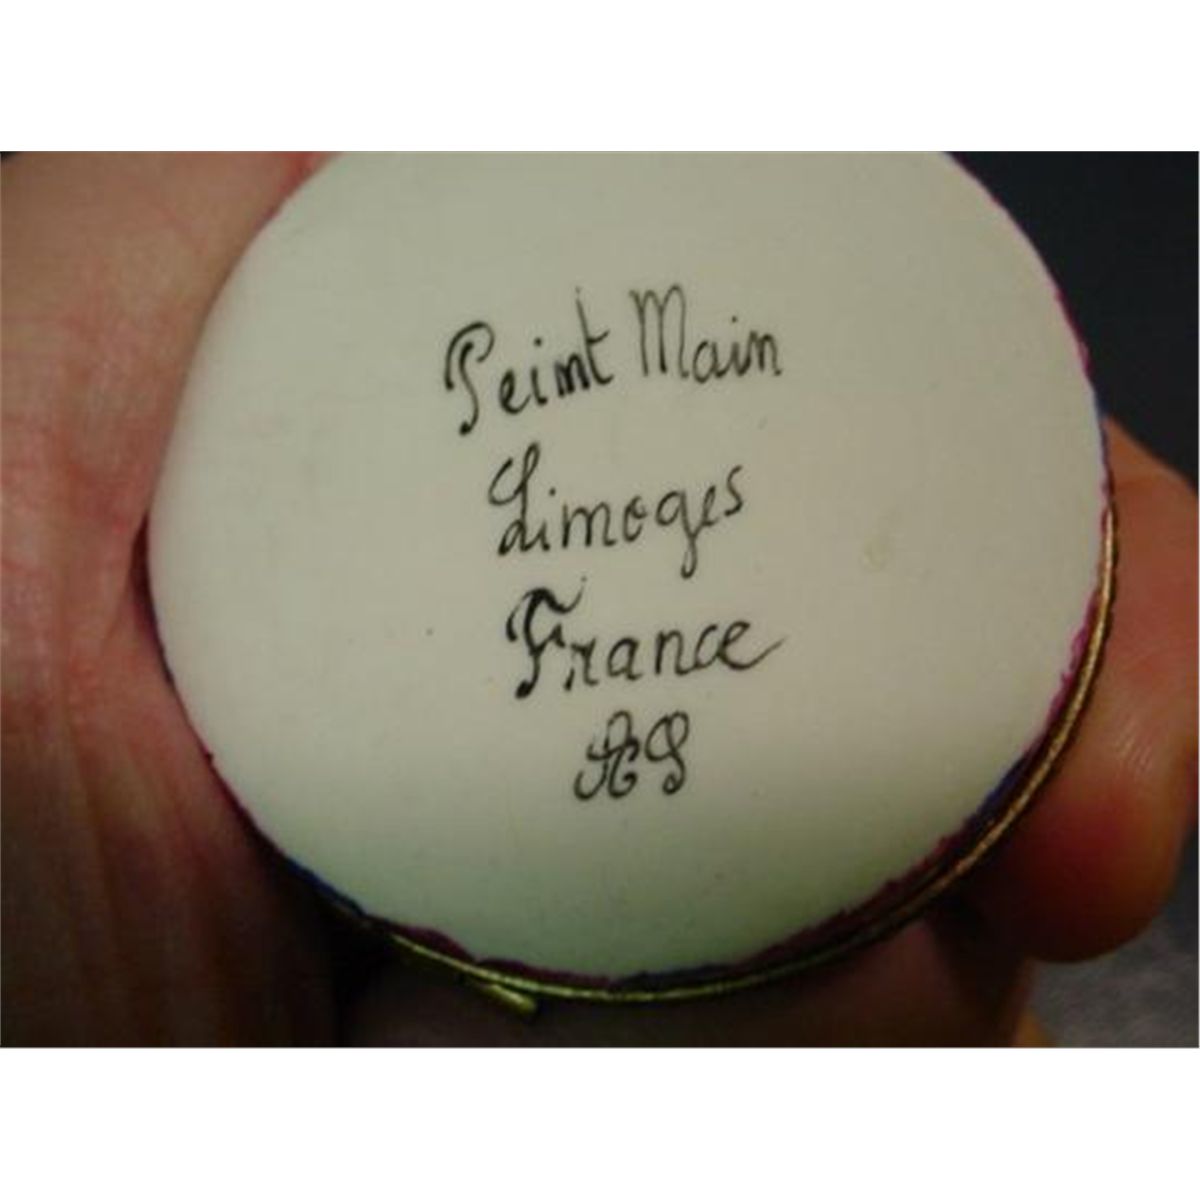 Peint Main
Limoges
France